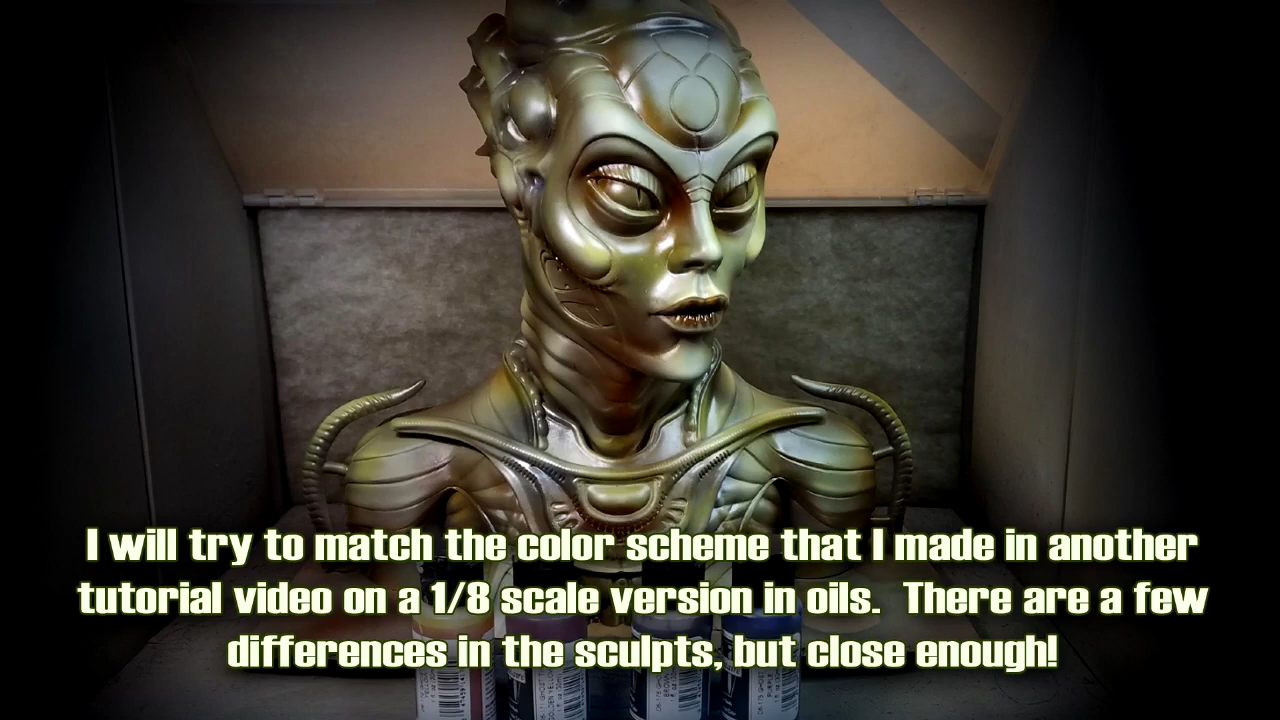 I will try to match the color scheme that I made in another
tutorial video on a 1/8 scale version in oils. There are a few
differences in the sculpts, but close enough!